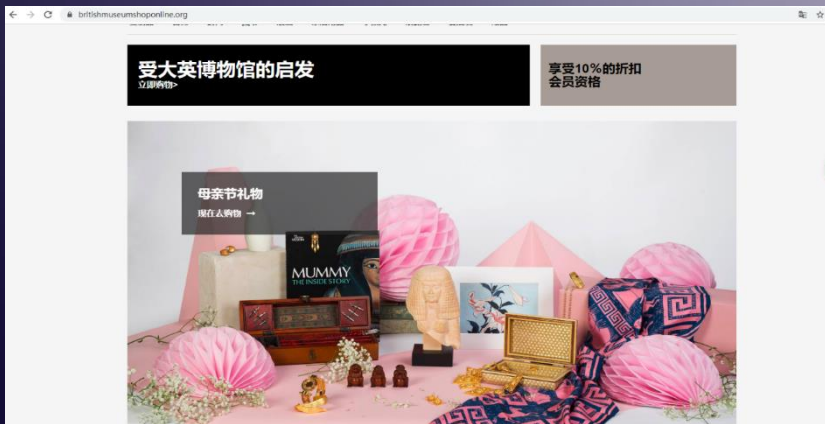 britishmuseumshoponline.org
受大英博物馆的启发
立即购物>
享受10%的折扣
会员资格
母亲节礼物
现在去购物 →
MUMMY
THE INSIDE STORY